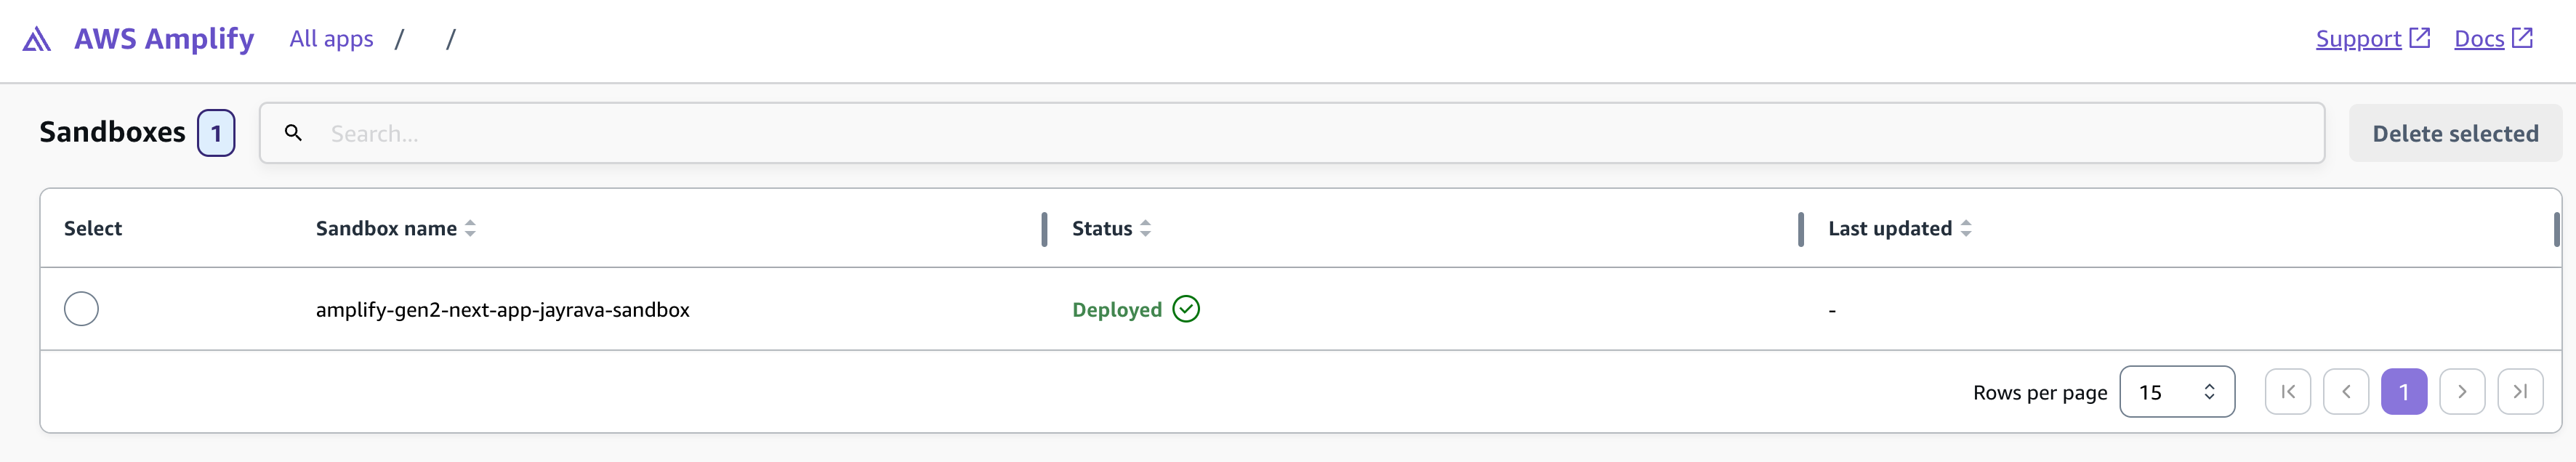 AWS Amplify All apps / / Support Docs
Sandboxes 1 Search... Delete selected
Select Sandbox name Status Last updated
amplify-gen2-next-app-jayrava-sandbox Deployed -
Rows per page 15 1